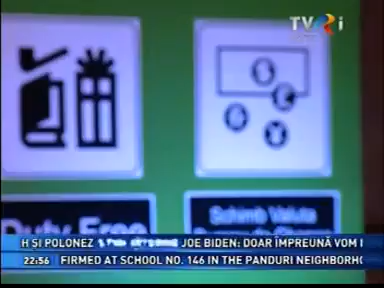 TVRi
Duty Free
Schimb Valuta
H ȘI POLONEZ
JOE BIDEN: DOAR ÎMPREUNĂ VOM
22:56 FIRMED AT SCHOOL NO. 146 IN THE PANDURI NEIGHBORHO